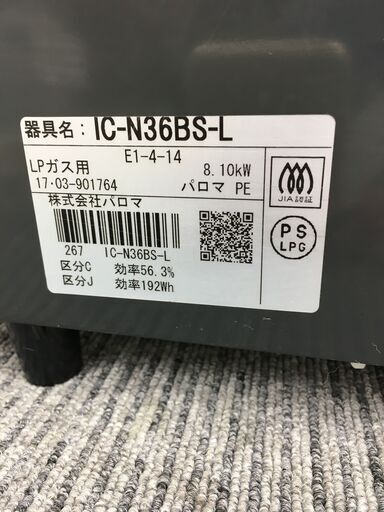 器具名：IC-N36BS-L
E1-4-14
LPガス用 8.10kW
17・03-901764 パロマ PE
株式会社パロマ
267 IC-N36BS-L
区分C 効率56.3%
区分J 効率192Wh
JIA認証
PS
LPG